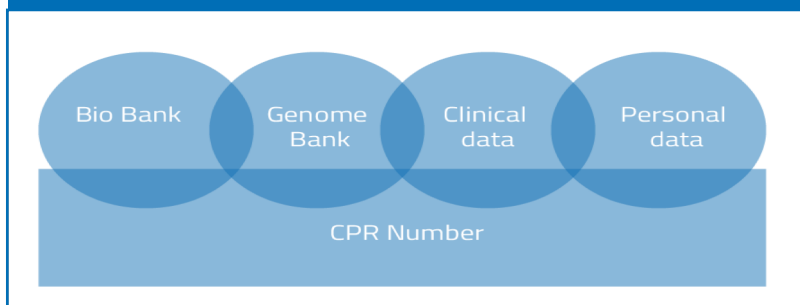 Bio Bank
Genome
Bank
Clinical
data
Personal
data
CPR Number